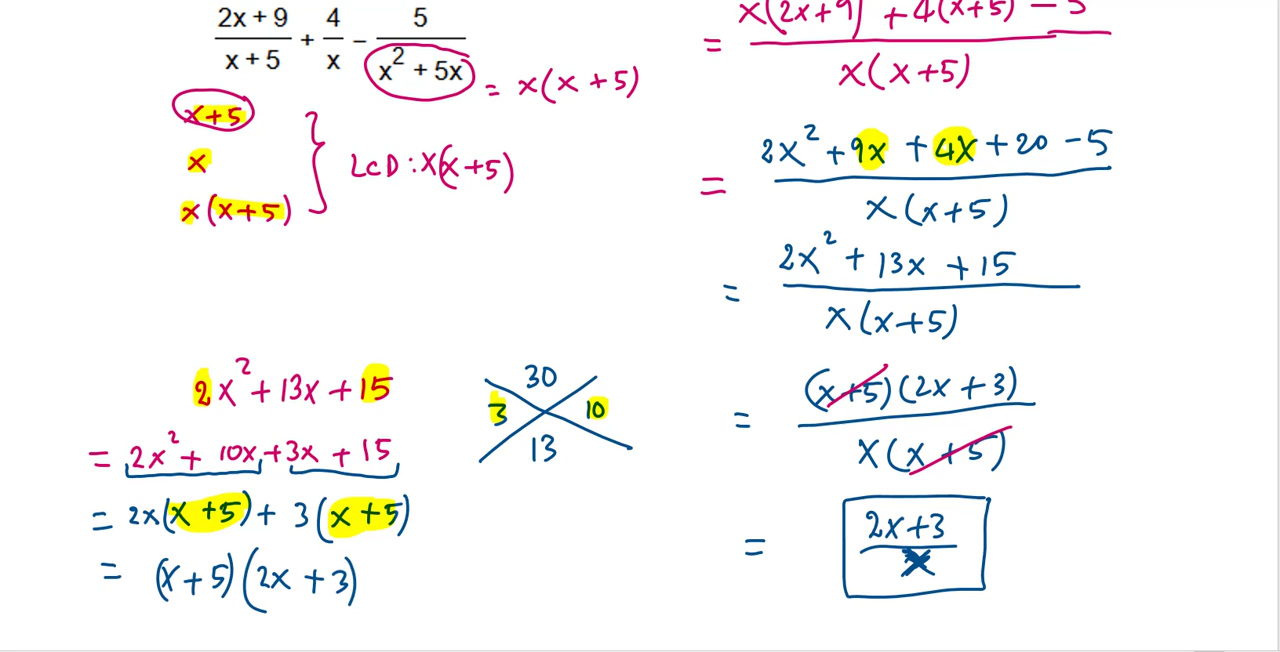 (2x + 9)/(x + 5) + 4/x − 5/(x² + 5x) = x(x+5)
x+5
x
x(x+5)
LCD: x(x+5)
2x² + 13x + 15
= 2x² + 10x + 3x + 15
= 2x(x+5) + 3(x+5)
= (x+5)(2x+3)
30
3 10
13
= (x(2x+9) + 4(x+5) − 5)/(x(x+5))
= (2x² + 9x + 4x + 20 − 5)/(x(x+5))
= (2x² + 13x + 15)/(x(x+5))
= ((x+5)(2x+3))/(x(x+5))
= (2x+3)/x